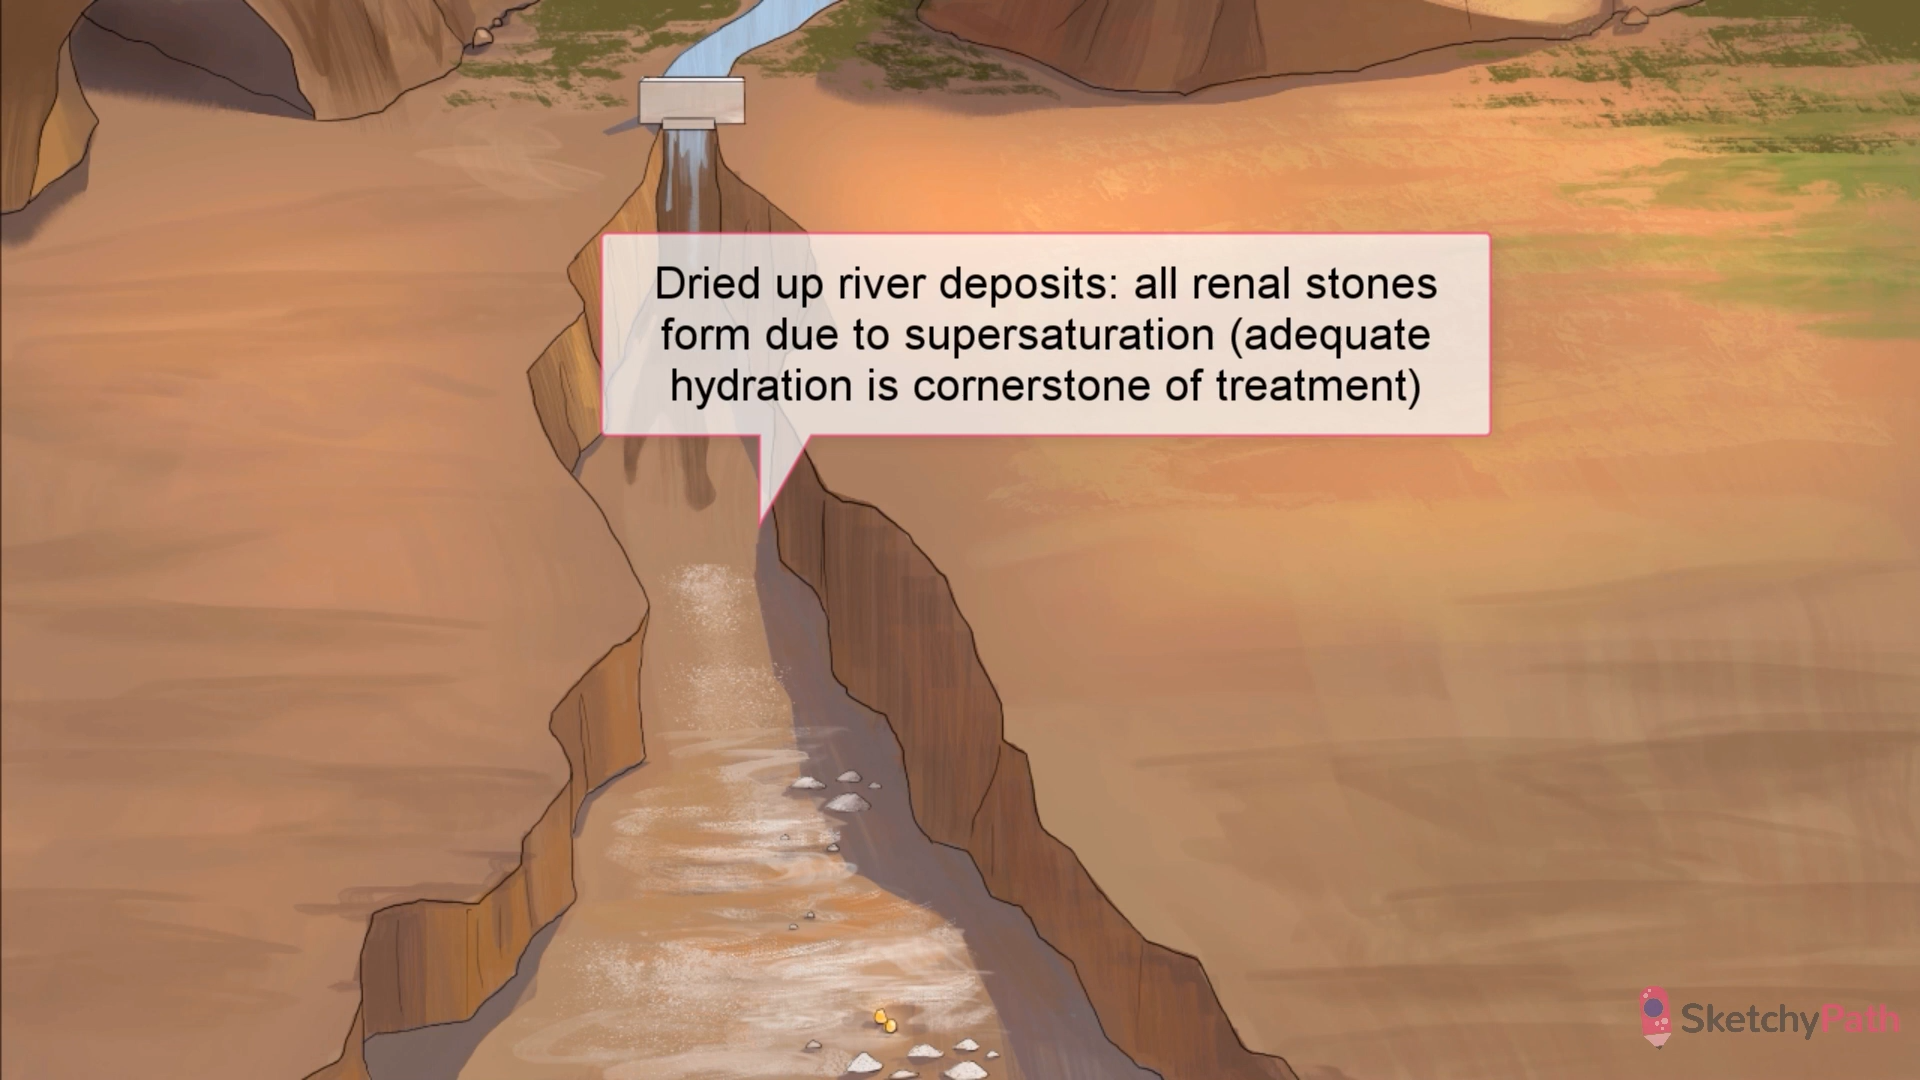 Dried up river deposits: all renal stones
form due to supersaturation (adequate
hydration is cornerstone of treatment)
SketchyPath